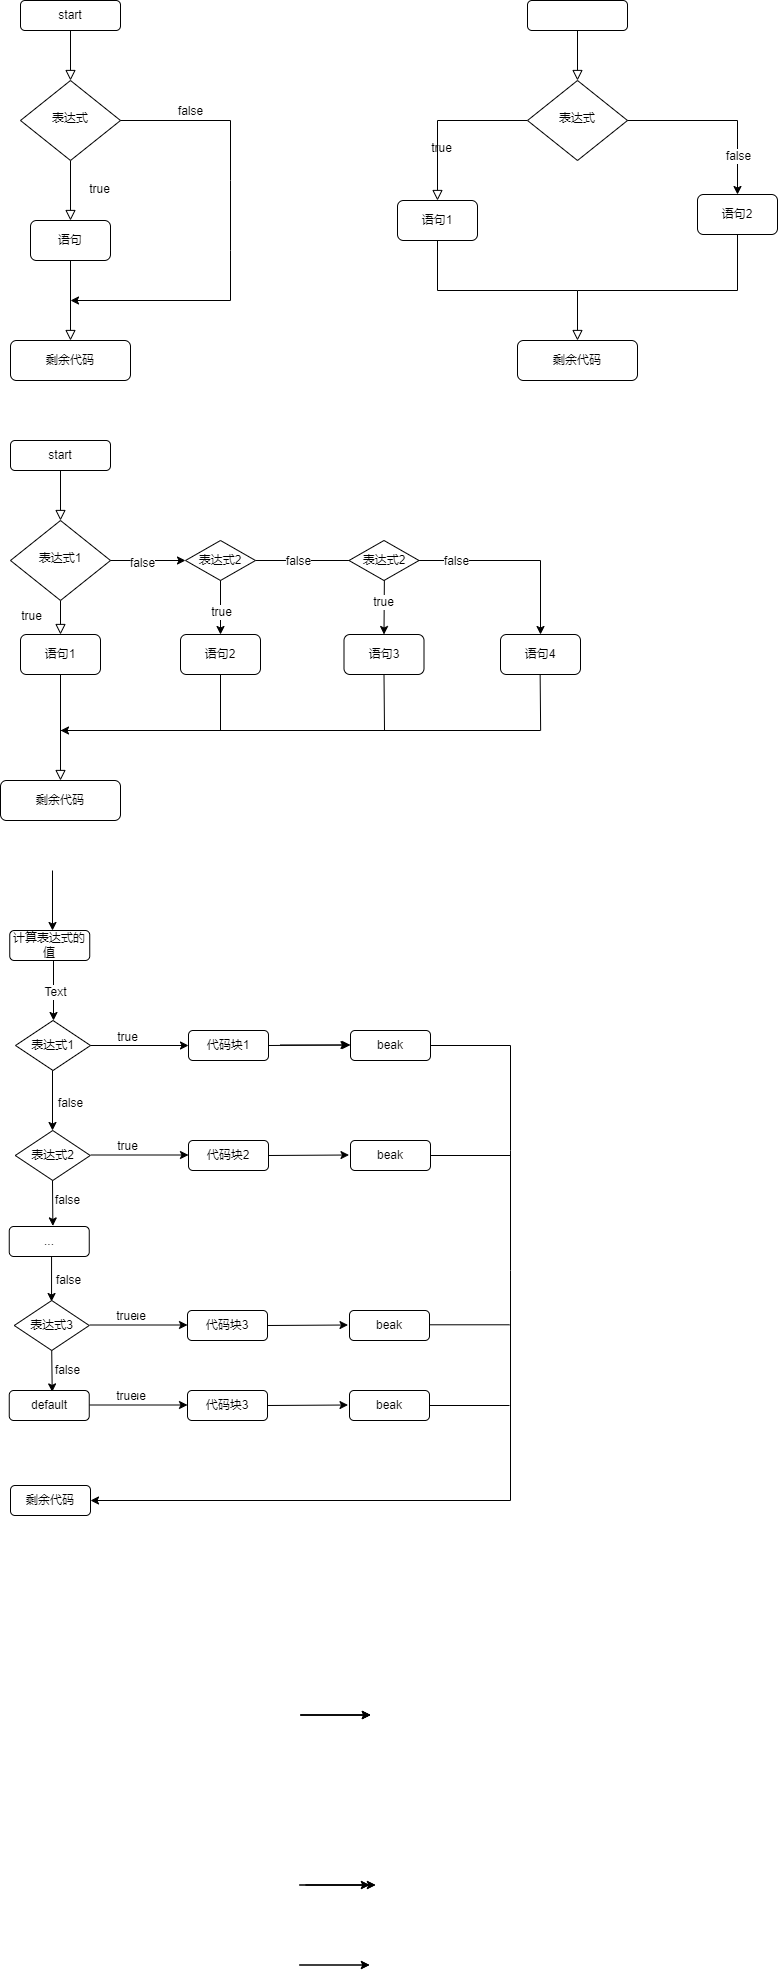 start
表达式
false
true
语句
剩余代码
表达式
true
false
语句1
语句2
剩余代码
start
表达式1
false
表达式2
false
表达式2
false
true
true
true
语句1
语句2
语句3
语句4
剩余代码
计算表达式的
值
Text
表达式1
true
代码块1
beak
false
表达式2
true
代码块2
beak
false
...
false
表达式3
true
代码块3
beak
false
default
true
代码块3
beak
剩余代码